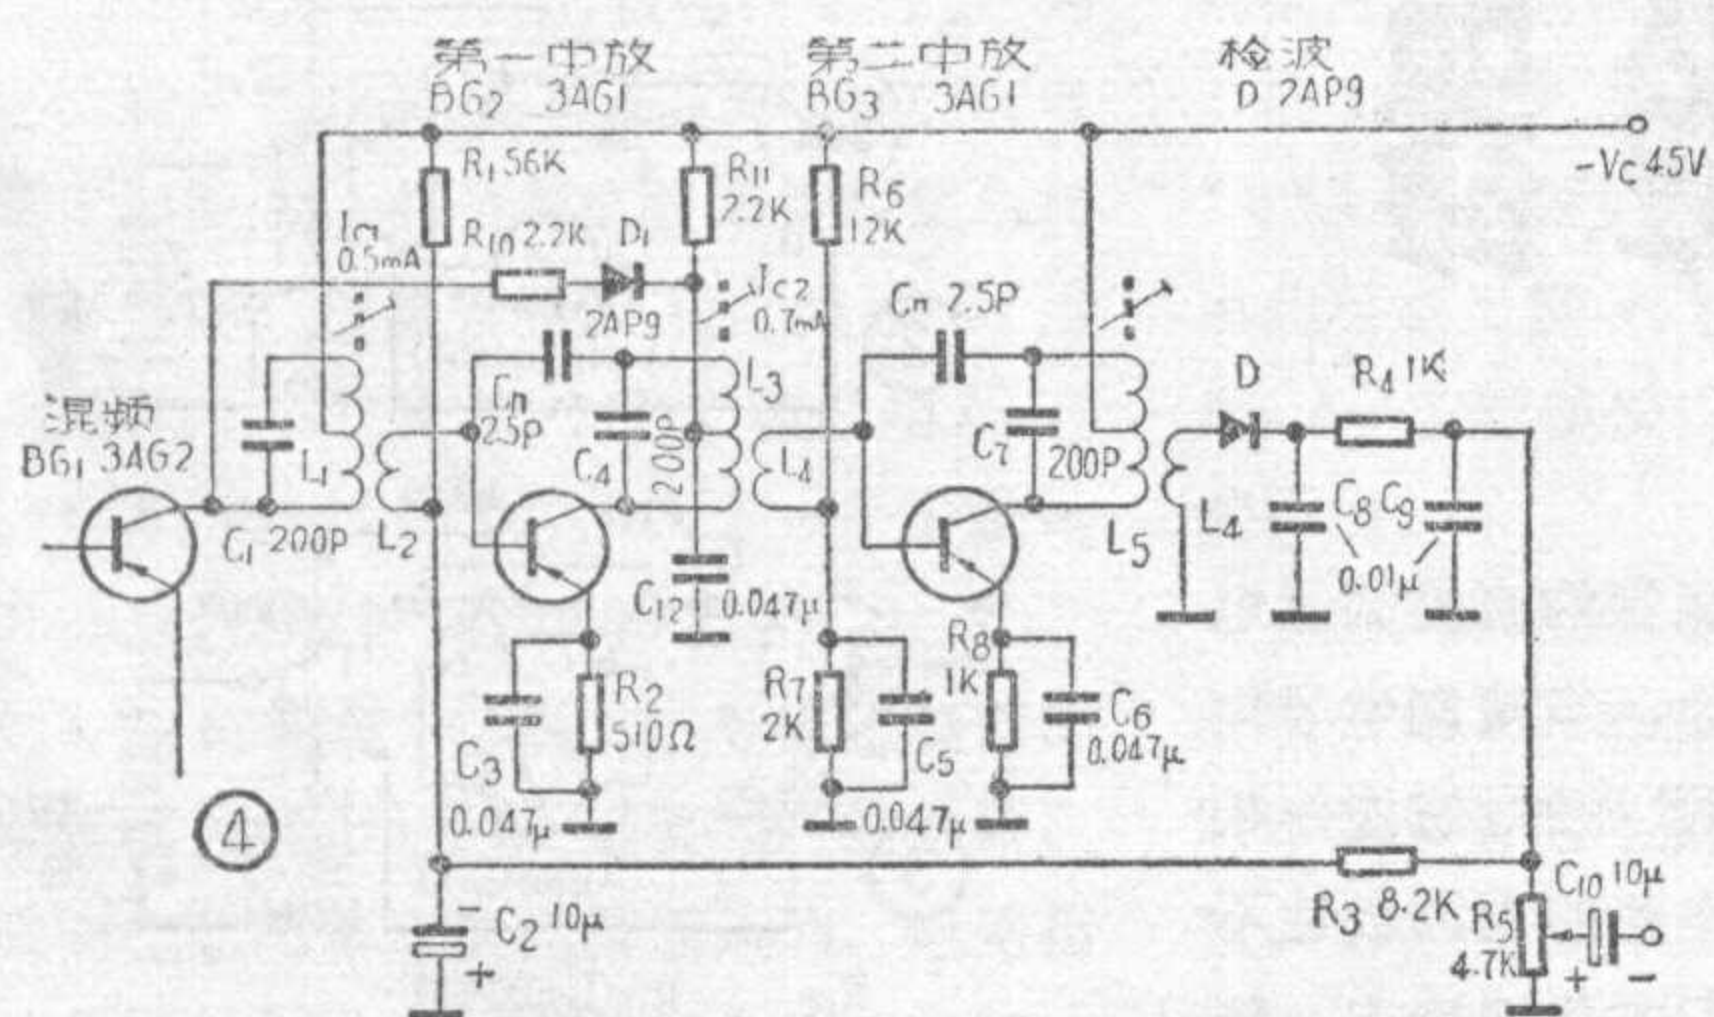 第一中放
BG2 3AG1
第二中放
BG3 3AG1
检波
D 2AP9
-VC 4.5V
R1 56K
R11
2.2K
R6
12K
0.5mA
R10 2.2K
D1
2AP9
Ic2
0.7mA
Cn 2.5P
混频
BG1 3AG2
Cn
2.5P
L3
D
R4 1K
L1
C4
200P
L4
C7
200P
C1 200P
L2
L5
L4
C8 C9
0.01μ
C12
0.047μ
R2
510Ω
C3
0.047μ
R7
2K
C5
0.047μ
R8
1K
C6
0.047μ
④
C2 10μ
-
+
R3 8.2K
R5
4.7K
C10 10μ
+
-